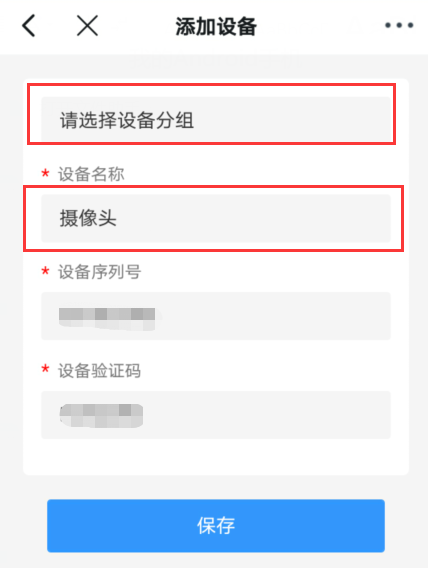 添加设备
请选择设备分组
* 设备名称
摄像头
* 设备序列号
* 设备验证码
保存